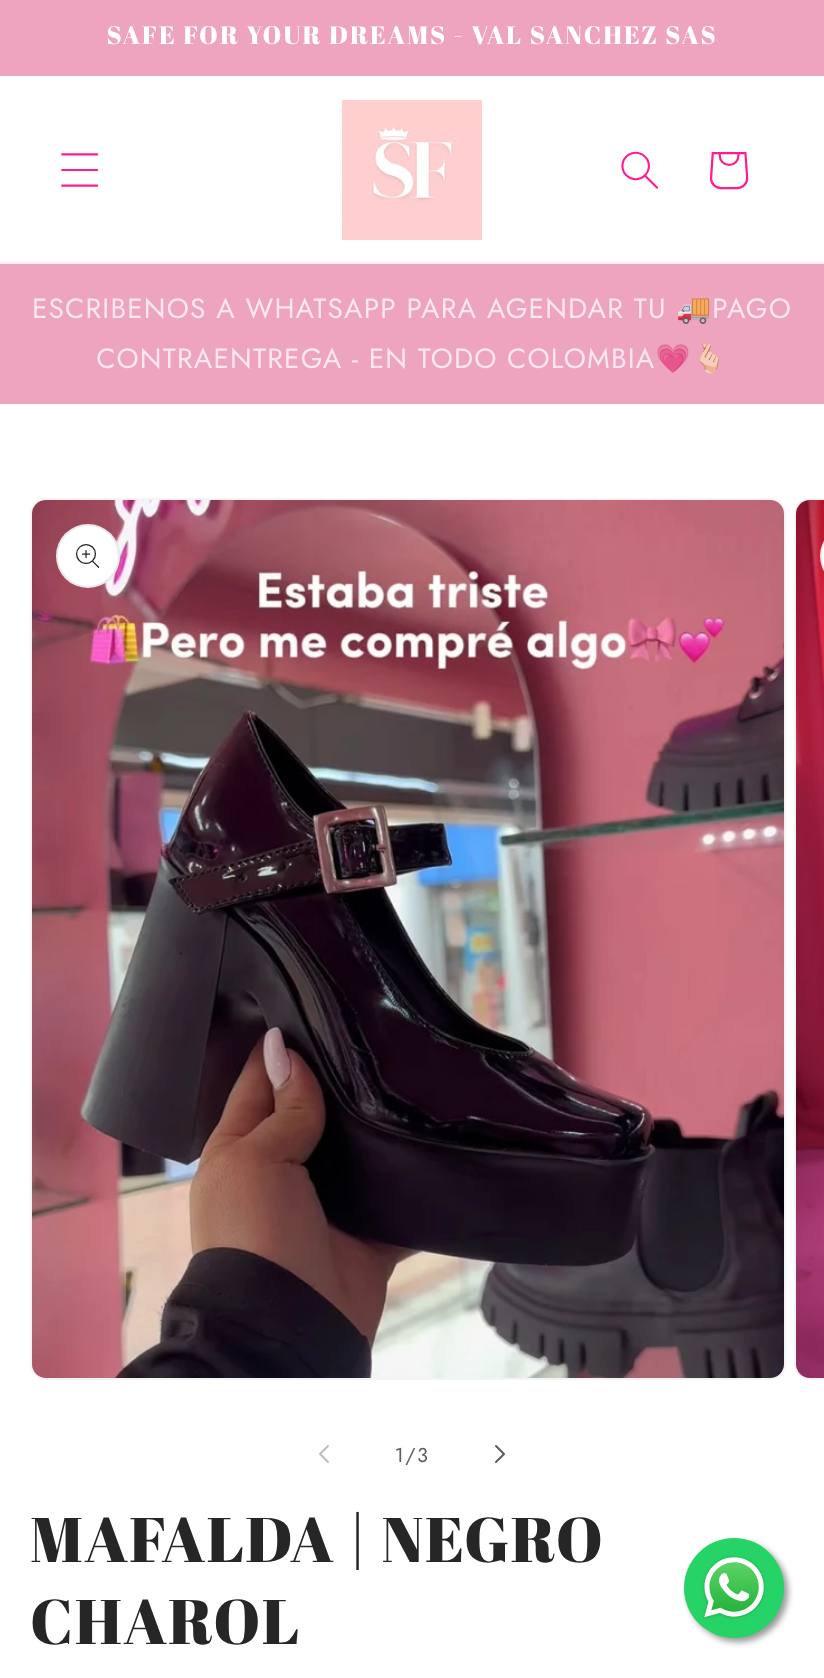 SAFE FOR YOUR DREAMS - VAL SANCHEZ SAS
SF
ESCRIBENOS A WHATSAPP PARA AGENDAR TU 🚚PAGO
CONTRAENTREGA - EN TODO COLOMBIA💗🫰🏻
Estaba triste
🛍️Pero me compré algo🎀💕
1/3
MAFALDA | NEGRO
CHAROL